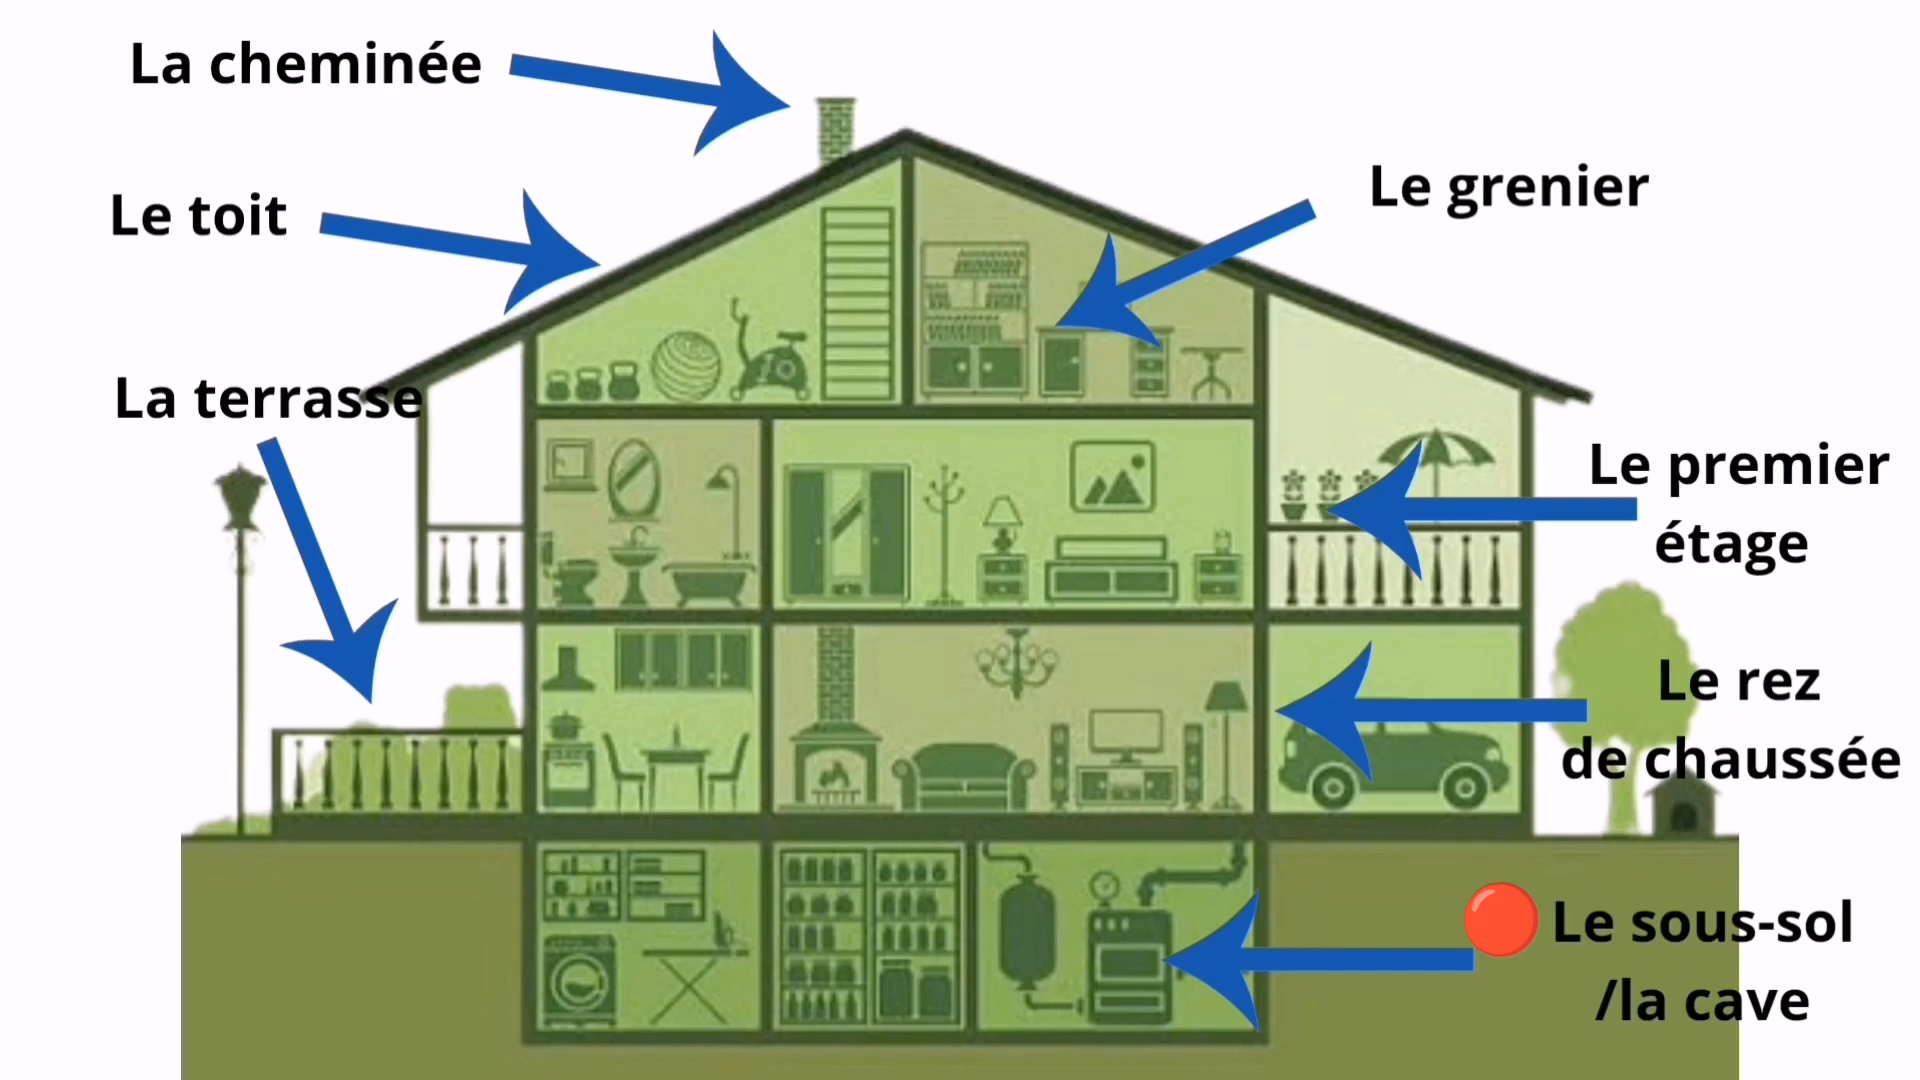 La cheminée
Le toit
Le grenier
La terrasse
Le premier
étage
Le rez
de chaussée
Le sous-sol
/la cave